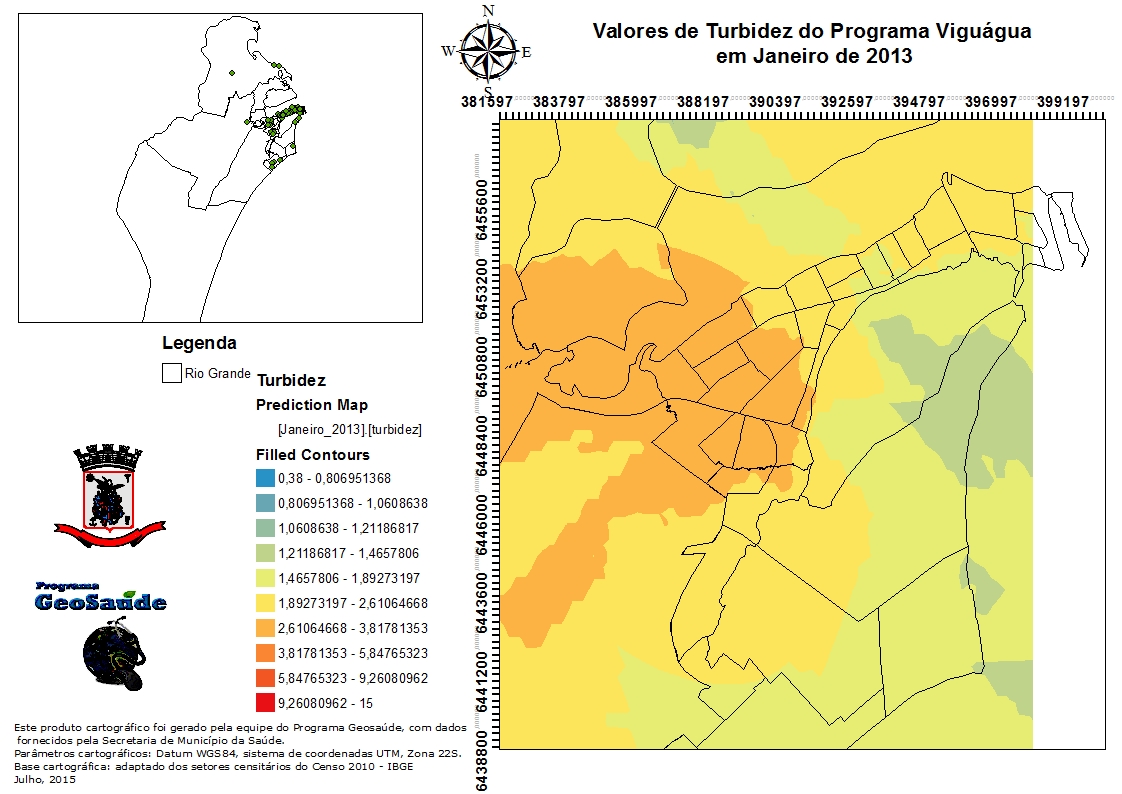 Valores de Turbidez do Programa Viguágua
em Janeiro de 2013
N
W
E
S
381597 383797 385997 388197 390397 392597 394797 396997 399197
6455600
6453200
6450800
6448400
6446000
6443600
6441200
6438800
Legenda
Rio Grande
Turbidez
Prediction Map
[Janeiro_2013].[turbidez]
Filled Contours
0,38 - 0,806951368
0,806951368 - 1,0608638
1,0608638 - 1,21186817
1,21186817 - 1,4657806
1,4657806 - 1,89273197
1,89273197 - 2,61064668
2,61064668 - 3,81781353
3,81781353 - 5,84765323
5,84765323 - 9,26080962
9,26080962 - 15
Programa
GeoSaúde
Este produto cartográfico foi gerado pela equipe do Programa Geosaúde, com dados
fornecidos pela Secretaria de Município da Saúde.
Parâmetros cartográficos: Datum WGS84, sistema de coordenadas UTM, Zona 22S.
Base cartográfica: adaptado dos setores censitários do Censo 2010 - IBGE
Julho, 2015